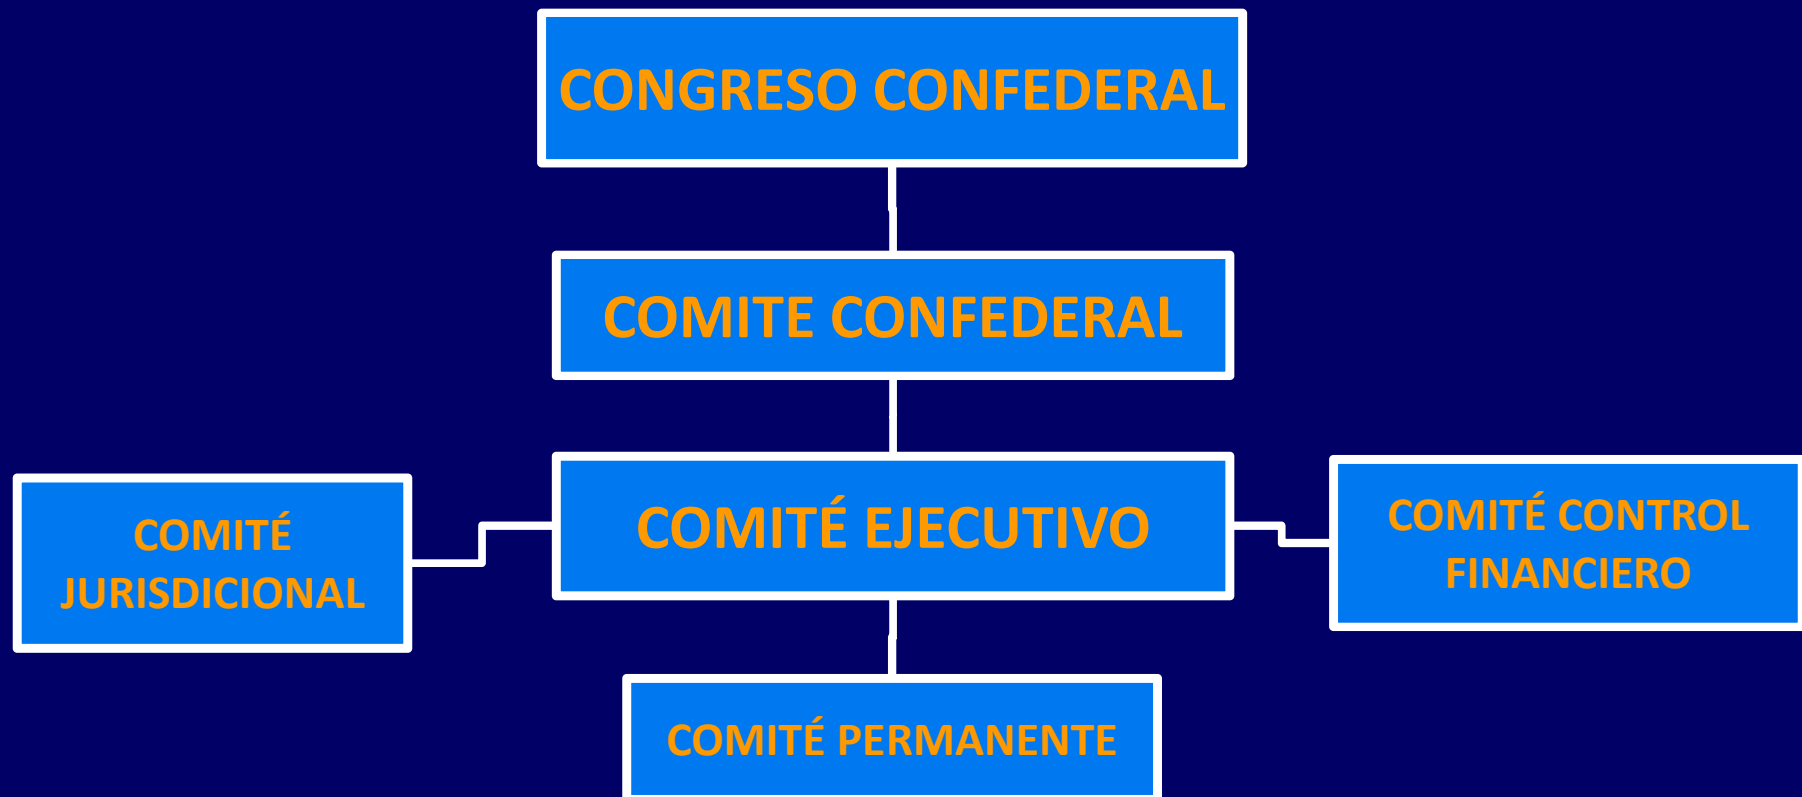 CONGRESO CONFEDERAL
COMITE CONFEDERAL
COMITÉ EJECUTIVO
COMITÉ
JURISDICIONAL
COMITÉ CONTROL
FINANCIERO
COMITÉ PERMANENTE